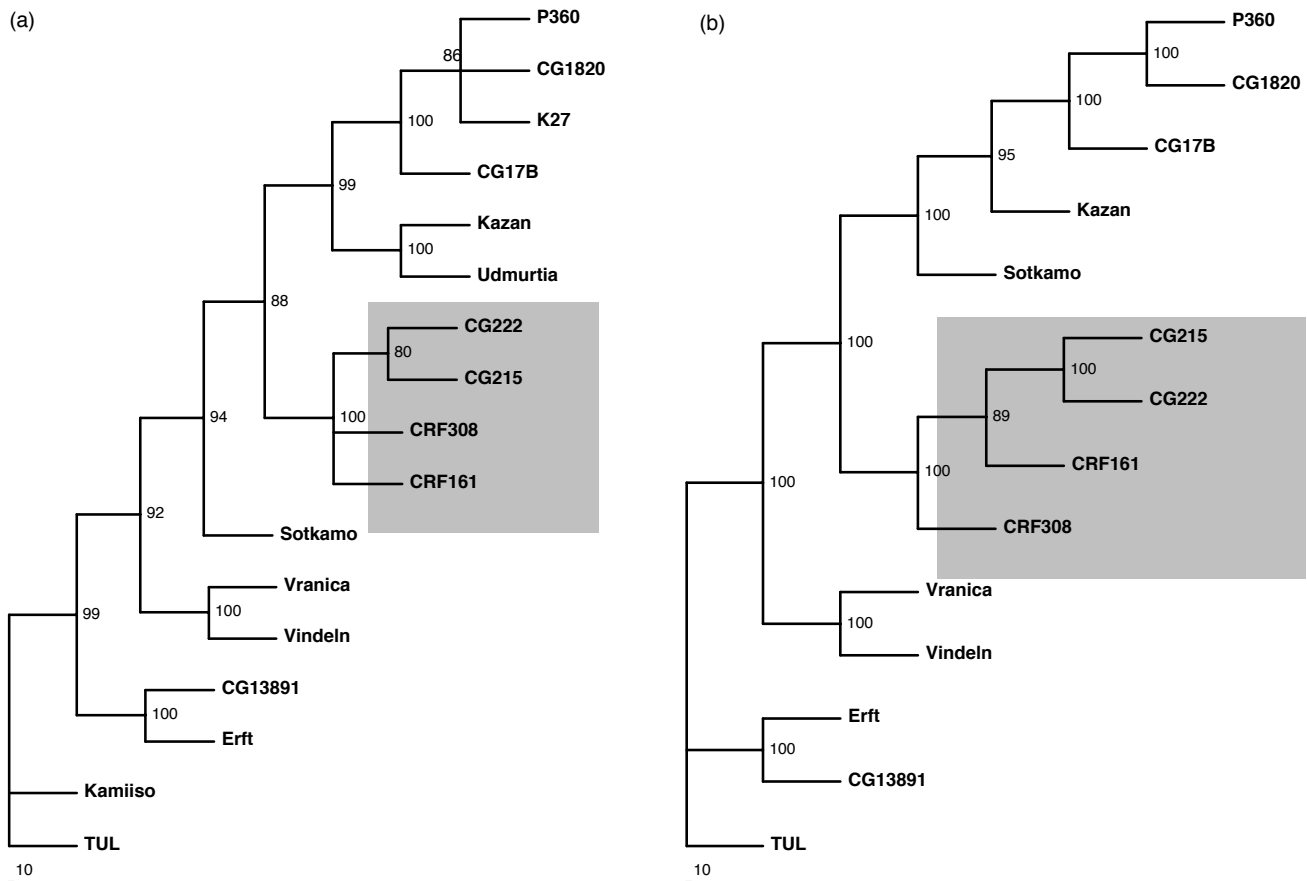 (a)
P360
86
CG1820
K27
100
CG17B
99
Kazan
100
Udmurtia
88
CG222
80
CG215
100
CRF308
94
CRF161
92
Sotkamo
Vranica
100
Vindeln
99
CG13891
100
Erft
Kamiiso
TUL
10
(b)
P360
100
CG1820
100
CG17B
95
Kazan
100
Sotkamo
100
CG215
100
CG222
89
CRF161
100
CRF308
100
Vranica
100
Vindeln
Erft
100
CG13891
TUL
10